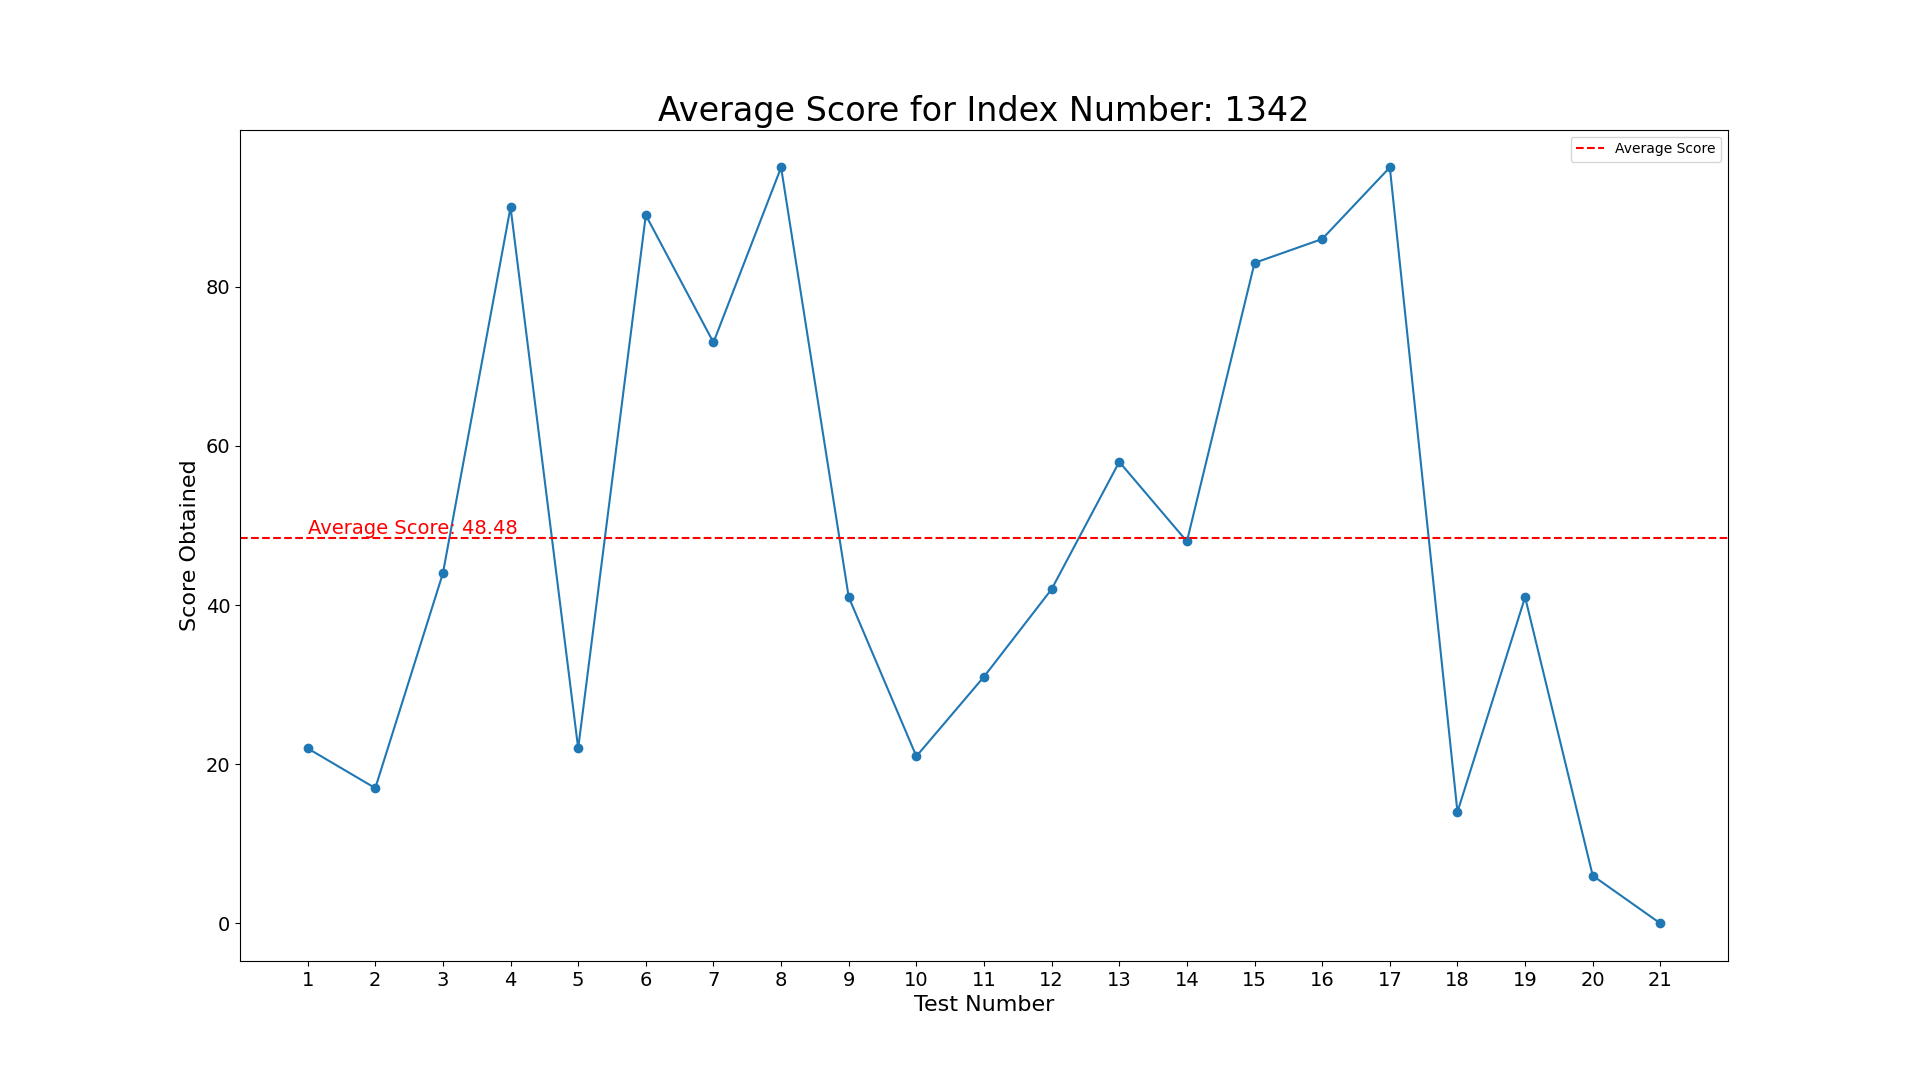 Average Score for Index Number: 1342
Average Score
80
60
40
20
0
Score Obtained
Average Score: 48.48
1 2 3 4 5 6 7 8 9 10 11 12 13 14 15 16 17 18 19 20 21
Test Number